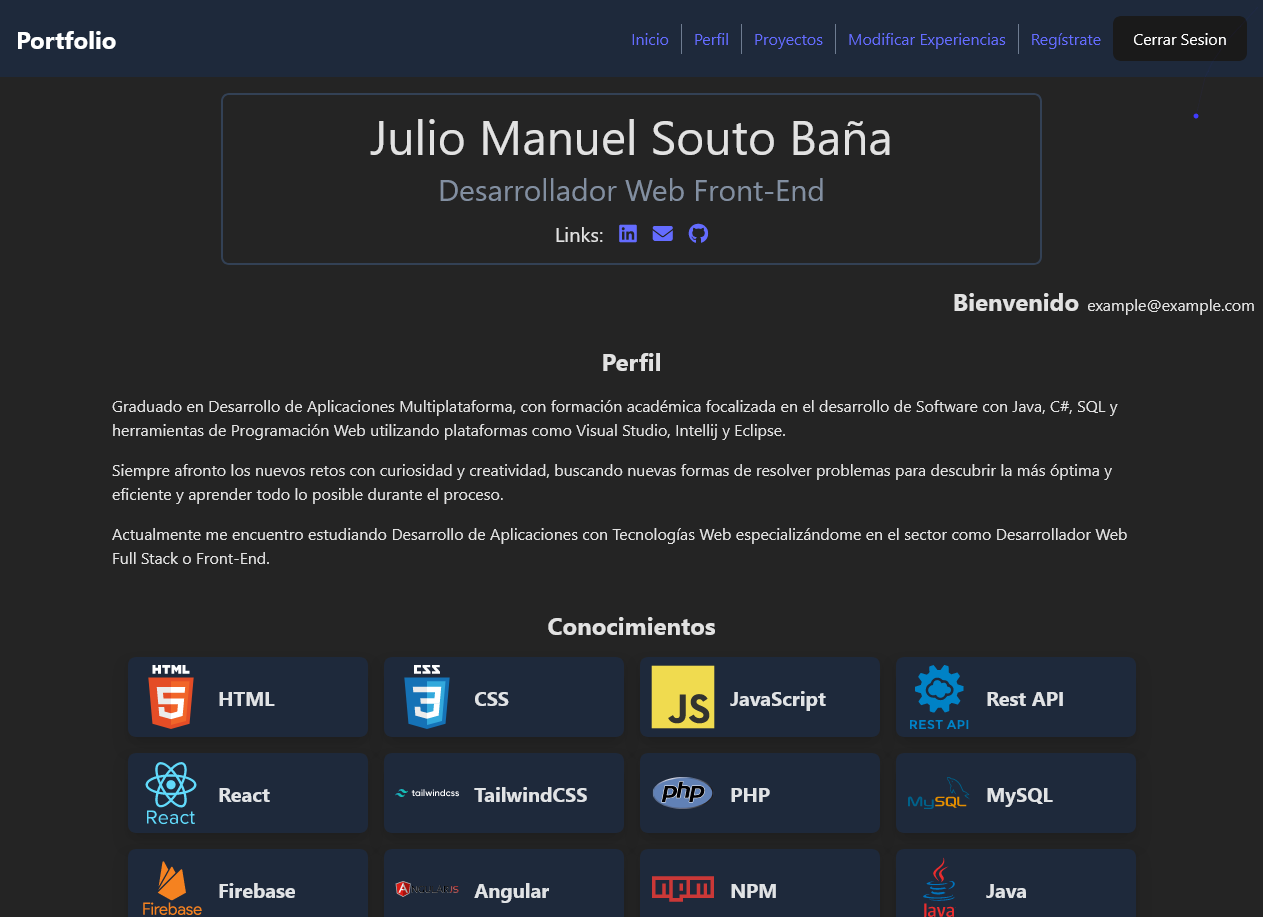 Portfolio
Inicio
Perfil
Proyectos
Modificar Experiencias
Regístrate
Cerrar Sesion
Julio Manuel Souto Baña
Desarrollador Web Front-End
Links:
Bienvenido example@example.com
Perfil
Graduado en Desarrollo de Aplicaciones Multiplataforma, con formación académica focalizada en el desarrollo de Software con Java, C#, SQL y
herramientas de Programación Web utilizando plataformas como Visual Studio, Intellij y Eclipse.
Siempre afronto los nuevos retos con curiosidad y creatividad, buscando nuevas formas de resolver problemas para descubrir la más óptima y
eficiente y aprender todo lo posible durante el proceso.
Actualmente me encuentro estudiando Desarrollo de Aplicaciones con Tecnologías Web especializándome en el sector como Desarrollador Web
Full Stack o Front-End.
Conocimientos
HTML
5
HTML
CSS
3
CSS
JS
JavaScript
REST API
Rest API
React
React
tailwindcss
TailwindCSS
php
PHP
MySQL
MySQL
Firebase
Firebase
ANGULARJS
Angular
npm
NPM
Java
Java